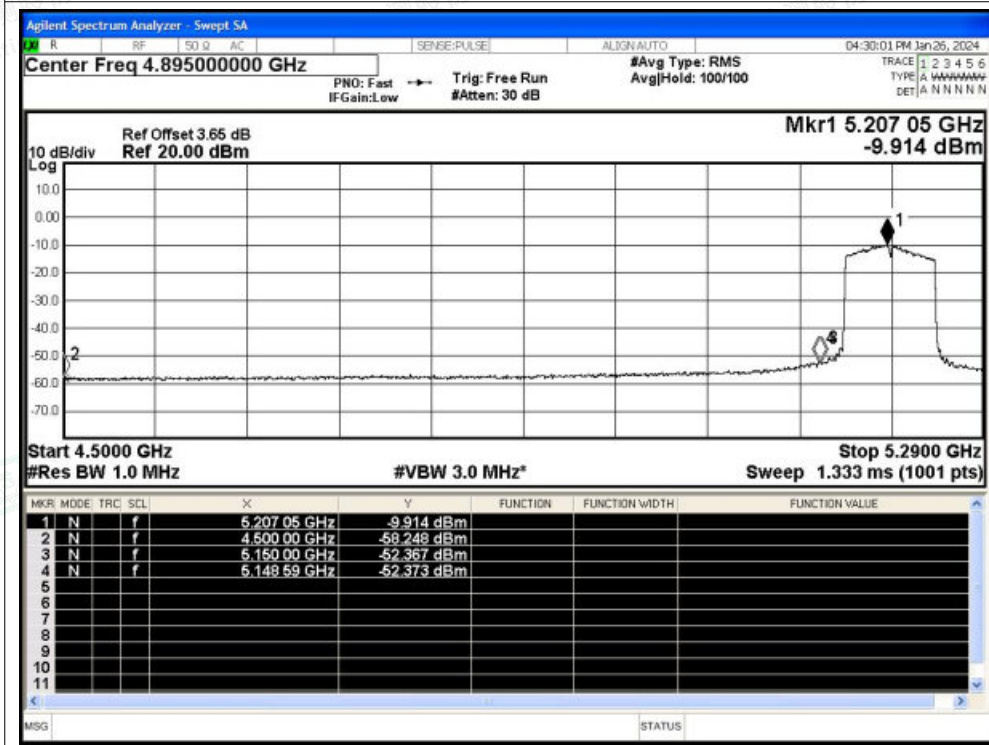 Agilent Spectrum Analyzer - Swept SA
R RF 50 Ω AC SENSE:PULSE ALIGN AUTO 04:30:01 PM Jan 26, 2024
Center Freq 4.895000000 GHz #Avg Type: RMS TRACE 1 2 3 4 5 6
PNO: Fast Trig: Free Run Avg|Hold: 100/100 TYPE A WWWWW
IFGain:Low #Atten: 30 dB DET A N N N N N
Mkr1 5.207 05 GHz
Ref Offset 3.65 dB
10 dB/div Ref 20.00 dBm -9.914 dBm
Log
10.0
0.00
1
-10.0
-20.0
-30.0
-40.0
-50.0 2
-60.0
-70.0
Start 4.5000 GHz Stop 5.2900 GHz
#Res BW 1.0 MHz #VBW 3.0 MHz* Sweep 1.333 ms (1001 pts)
MKR MODE TRC SCL X Y FUNCTION FUNCTION WIDTH FUNCTION VALUE
1 N f 5.207 05 GHz -9.914 dBm
2 N f 4.500 00 GHz -58.248 dBm
3 N f 5.150 00 GHz -52.367 dBm
4 N f 5.148 59 GHz -52.373 dBm
5
6
7
8
9
10
11
MSG STATUS